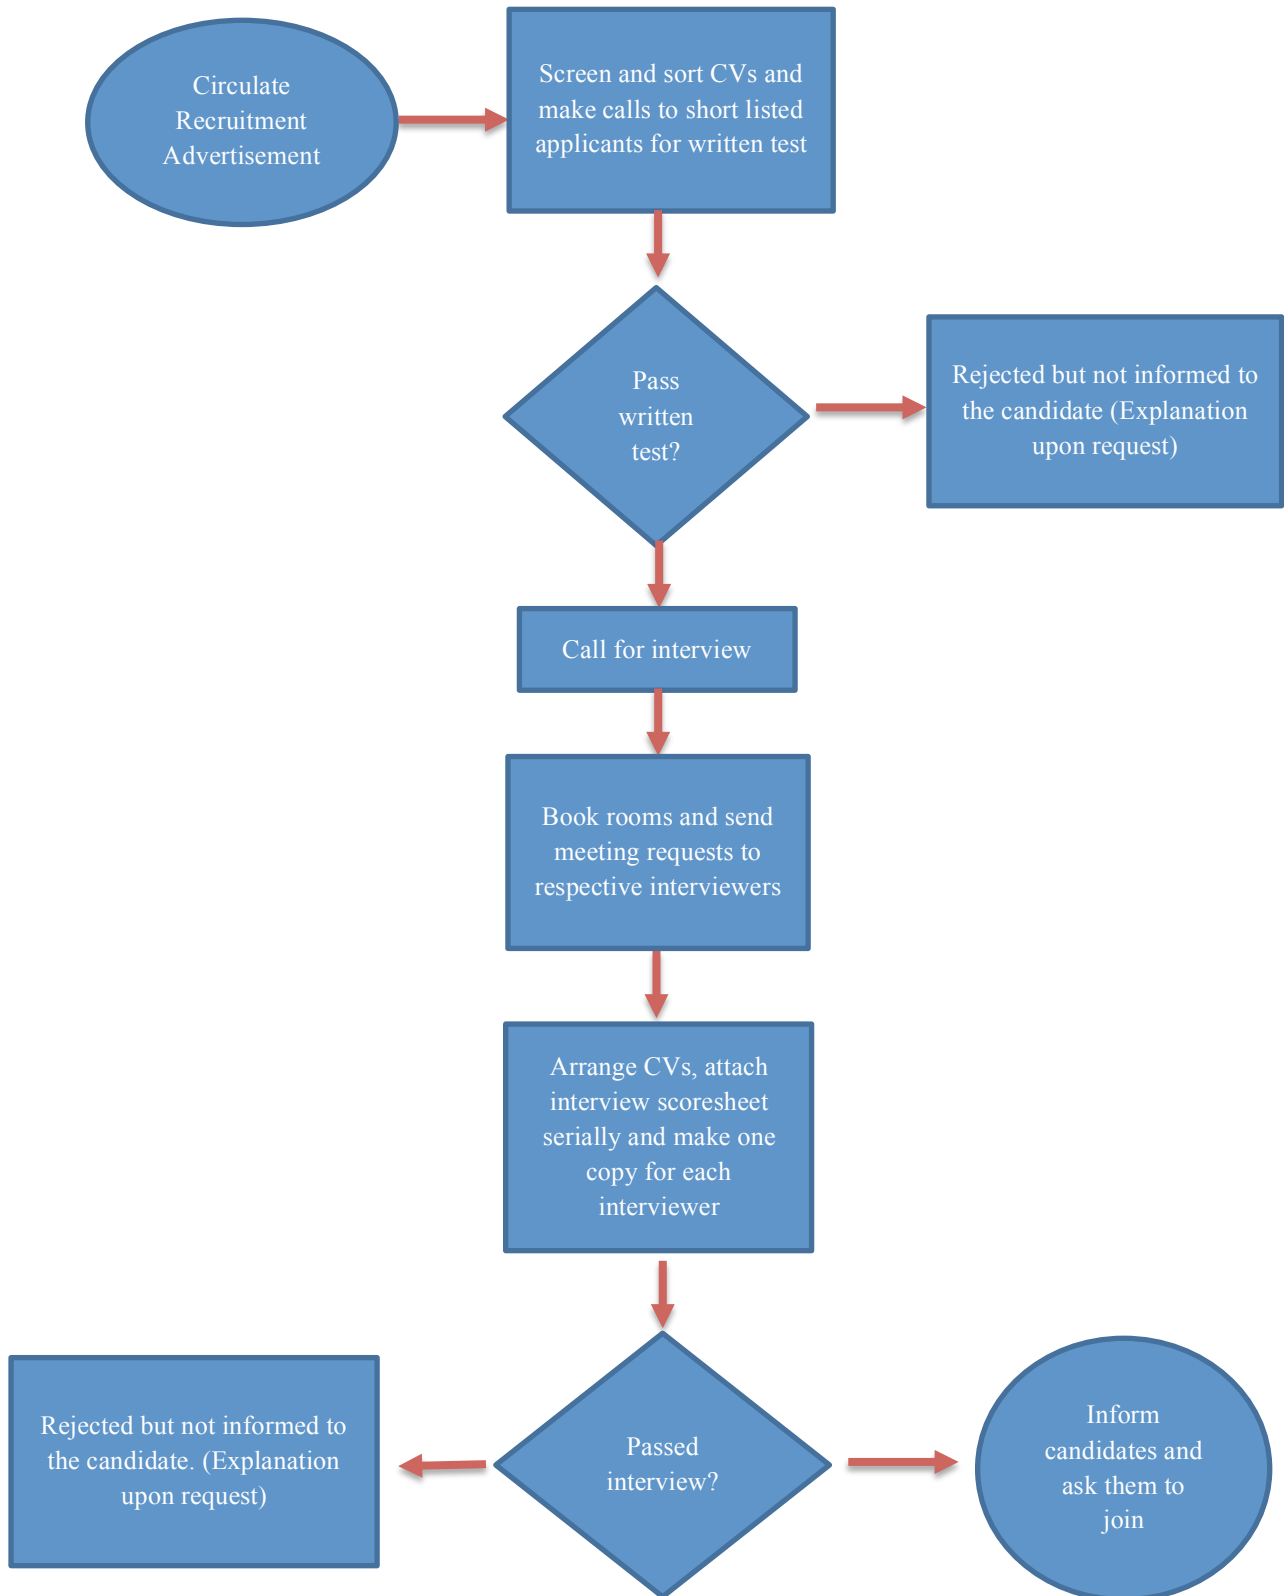 Circulate
Recruitment
Advertisement
Screen and sort CVs and
make calls to short listed
applicants for written test
Pass
written
test?
Rejected but not informed to
the candidate (Explanation
upon request)
Call for interview
Book rooms and send
meeting requests to
respective interviewers
Arrange CVs, attach
interview scoresheet
serially and make one
copy for each
interviewer
Rejected but not informed to
the candidate. (Explanation
upon request)
Passed
interview?
Inform
candidates and
ask them to
join